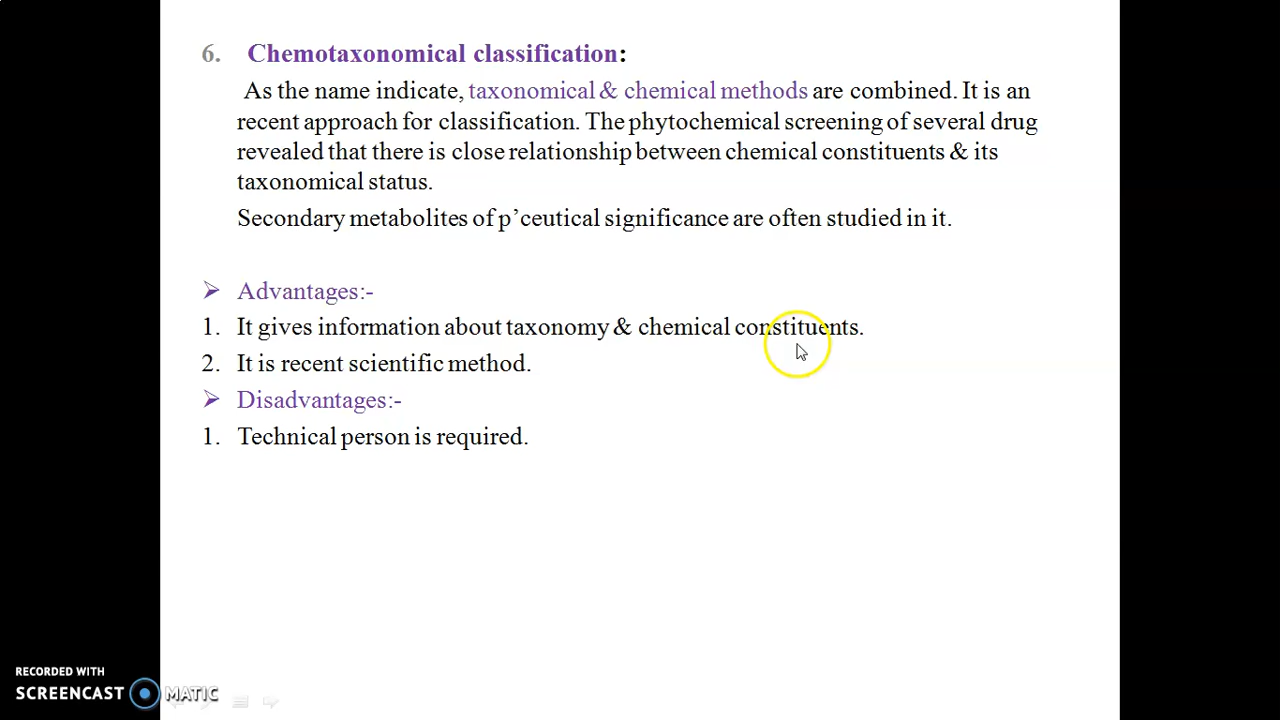 6. Chemotaxonomical classification:
As the name indicate, taxonomical & chemical methods are combined. It is an
recent approach for classification. The phytochemical screening of several drug
revealed that there is close relationship between chemical constituents & its
taxonomical status.
Secondary metabolites of p’ceutical significance are often studied in it.
➢ Advantages:-
1. It gives information about taxonomy & chemical constituents.
2. It is recent scientific method.
➢ Disadvantages:-
1. Technical person is required.
RECORDED WITH
SCREENCAST MATIC